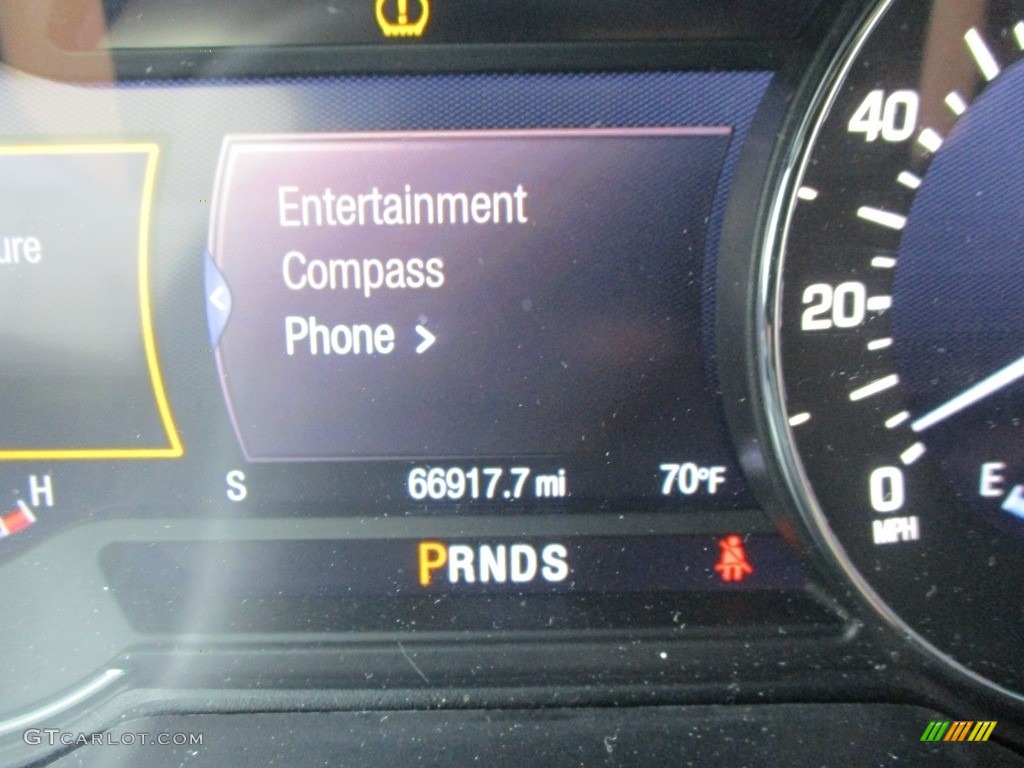 Entertainment
ure
Compass
Phone >
40
20
0
MPH
E
H
S
66917.7 mi
70°F
PRNDS
GTCARLOT.COM